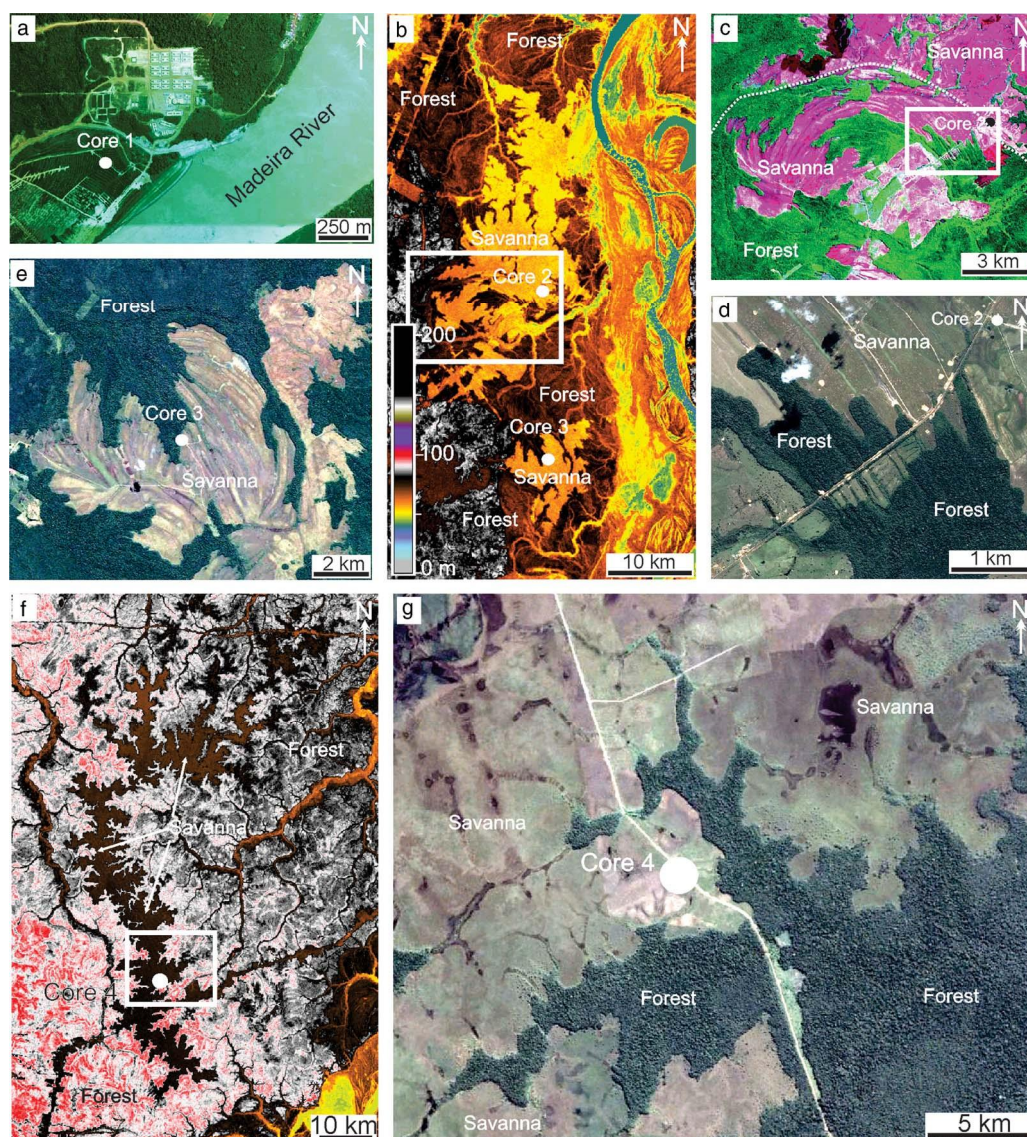 a
N
Core 1
Madeira River
250 m
b
N
Forest
Forest
Savanna
Core 2
200
Forest
Core 3
100
Savanna
Forest
0 m
10 km
c
N
Savanna
Core 2
Savanna
Forest
3 km
d
N
Core 2
Savanna
Forest
Forest
1 km
e
N
Forest
Core 3
Savanna
2 km
f
N
Forest
Savanna
Core 4
Forest
10 km
g
N
Savanna
Savanna
Core 4
Forest
Forest
Savanna
5 km